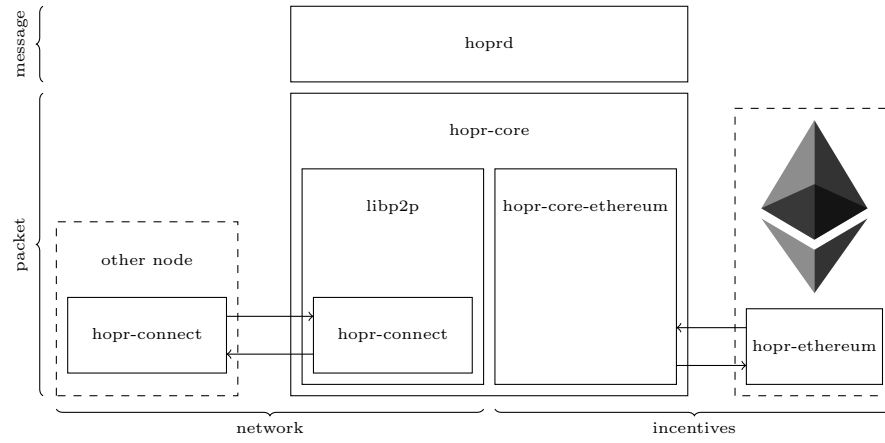 message
hoprd
packet
hopr-core
libp2p
hopr-core-ethereum
other node
hopr-connect
hopr-connect
hopr-ethereum
network
incentives